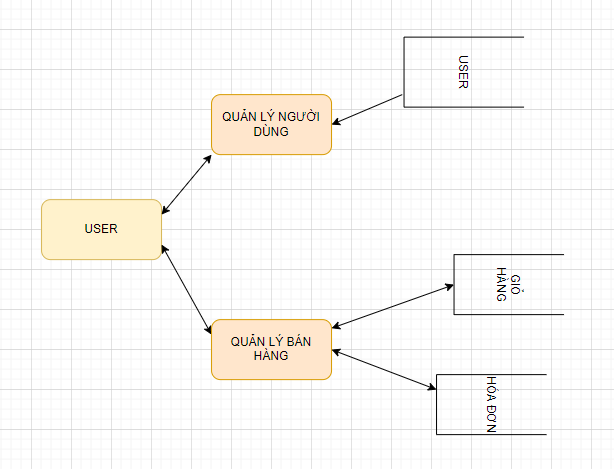 USER
QUẢN LÝ NGƯỜI
DÙNG
USER
GIỎ
HÀNG
QUẢN LÝ BÁN
HÀNG
HÓA ĐƠN